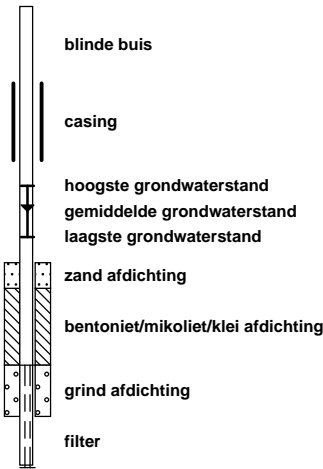 blinde buis
casing
hoogste grondwaterstand
gemiddelde grondwaterstand
laagste grondwaterstand
zand afdichting
bentoniet/mikoliet/klei afdichting
grind afdichting
filter